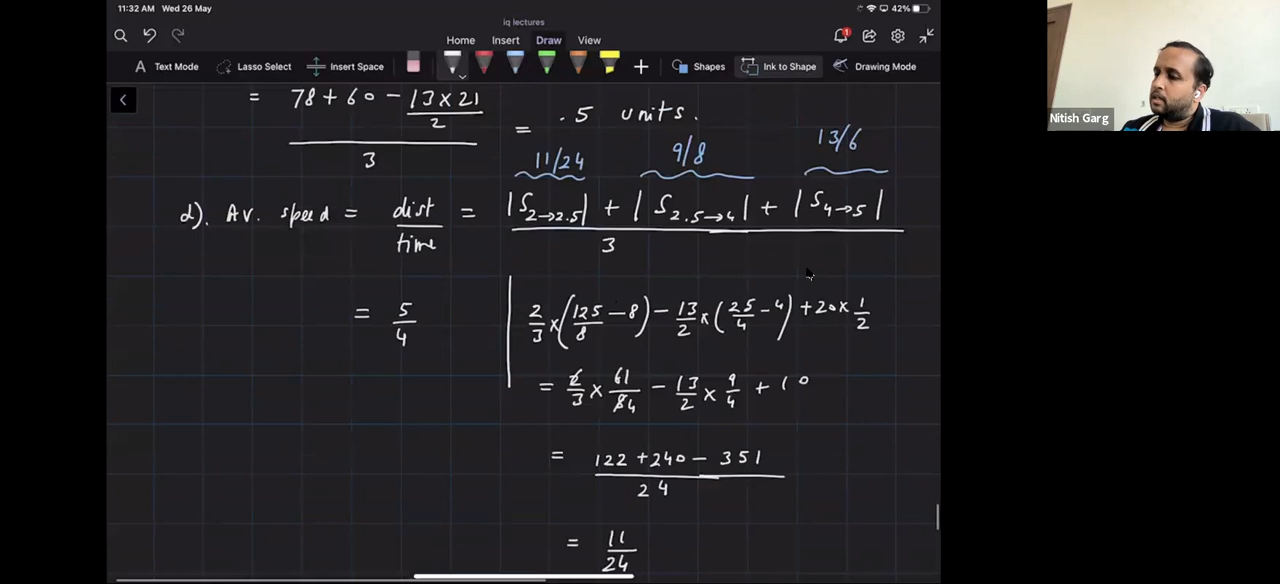 11:32 AM Wed 26 May
42%
iq lectures
Home Insert Draw View
1
A Text Mode Lasso Select Insert Space Shapes Ink to Shape Drawing Mode
= 78 + 60 - 13 x 21 / 2
3
= .5 units.
11/24 9/8 13/6
d). Av. speed = dist / time = |S2→2.5| + |S2.5→4| + |S4→5|
3
= 5/4
2/3 x (125/8 - 8) - 13/2 x (25/4 - 4) + 20 x 1/2
= 2/3 x 61/84 - 13/2 x 9/4 + 10
= 122 + 240 - 351
24
= 11/24
Nitish Garg